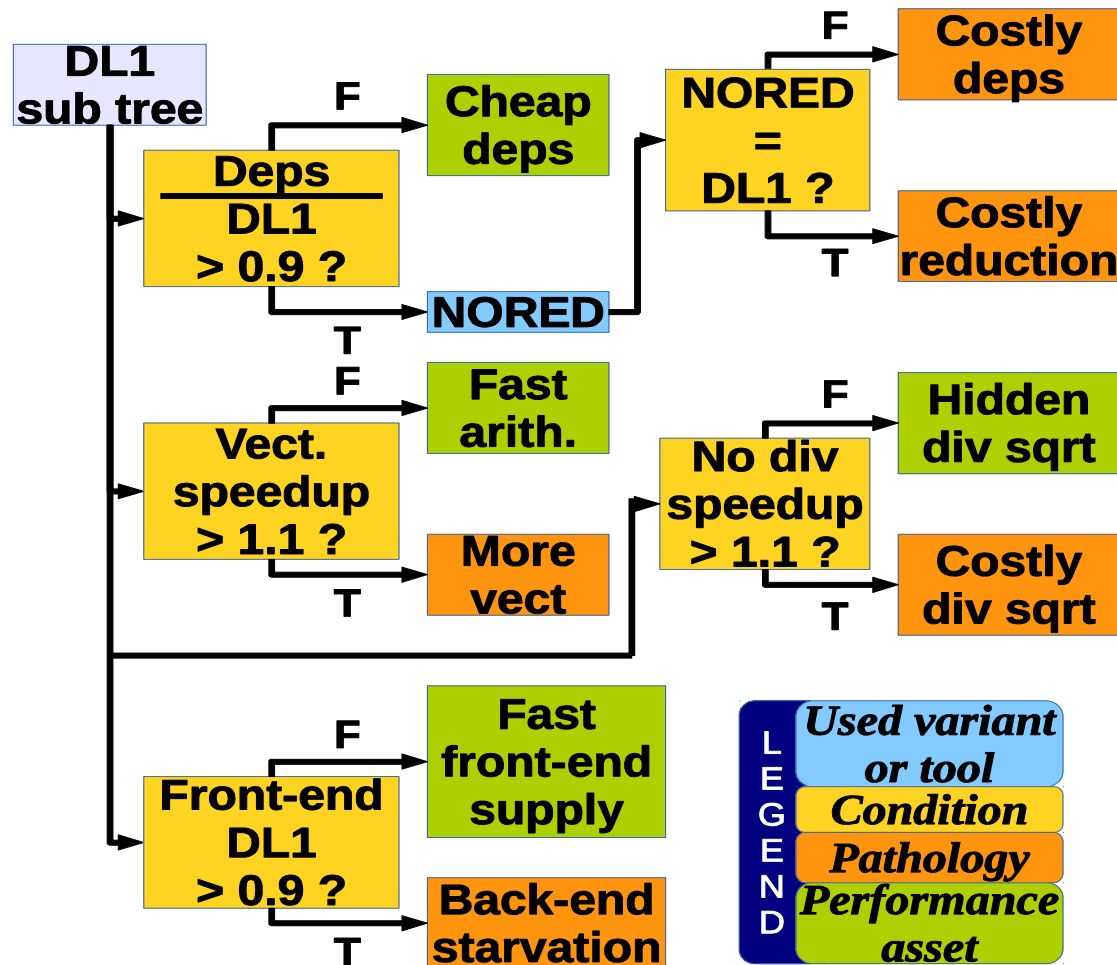 DL1
sub tree
F
Cheap
deps
Deps
DL1
> 0.9 ?
T
NORED
NORED
=
DL1 ?
F
Costly
deps
T
Costly
reduction
F
Fast
arith.
Vect.
speedup
> 1.1 ?
T
More
vect
No div
speedup
> 1.1 ?
F
Hidden
div sqrt
T
Costly
div sqrt
F
Fast
front-end
supply
Front-end
DL1
> 0.9 ?
T
Back-end
starvation
LEGEND
Used variant
or tool
Condition
Pathology
Performance
asset